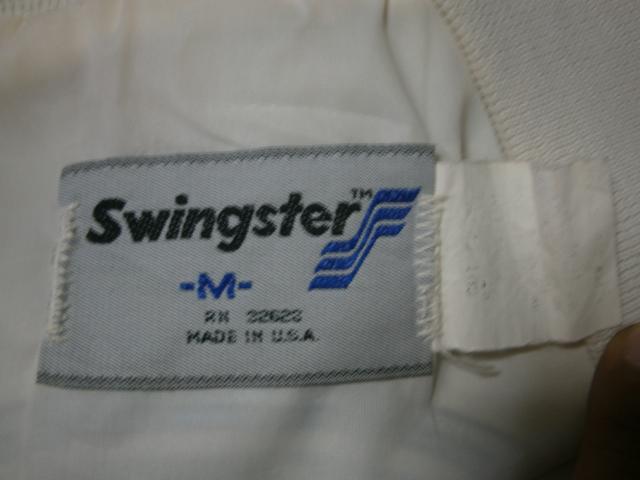 Swingster™
-M-
RN 32623
MADE IN U.S.A.